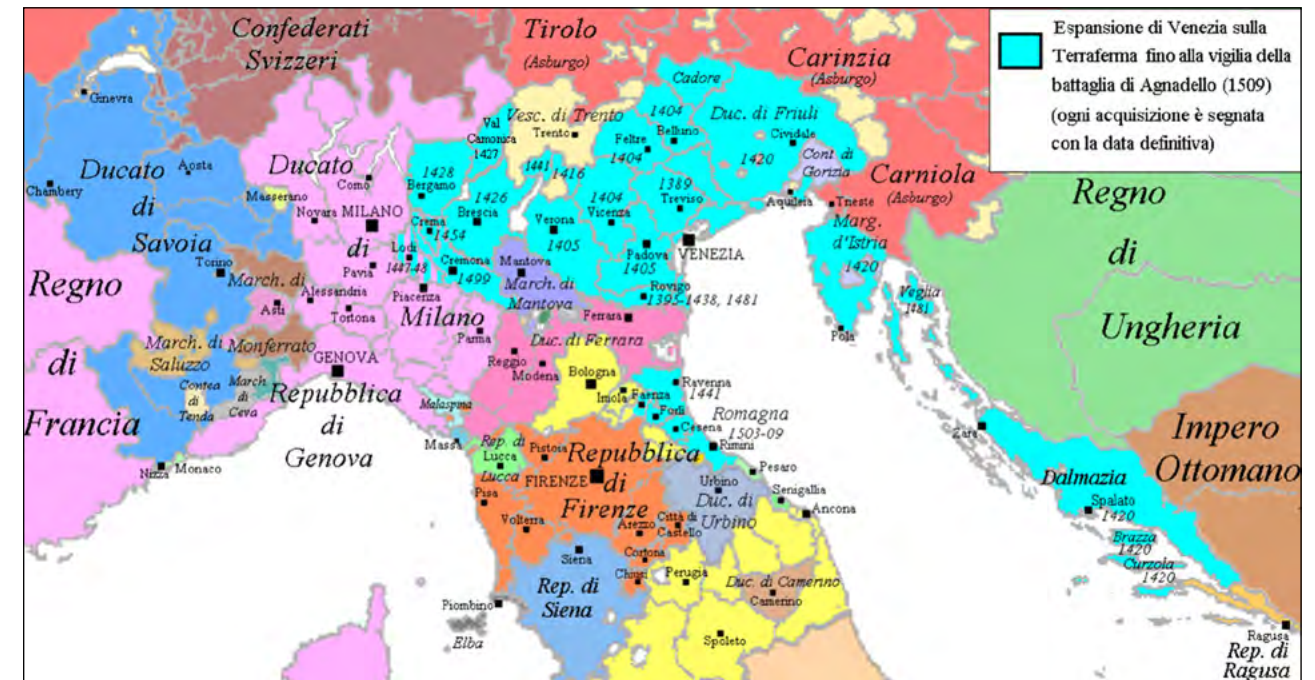 Confederati
Svizzeri
Tirolo
(Asburgo)
Carinzia
(Asburgo)
Espansione di Venezia sulla
Terraferma fino alla vigilia della
battaglia di Agnadello (1509)
(ogni acquisizione è segnata
con la data definitiva)
Ginevra
Cadore
Vesc. di Trento
Trento
Val
Camonica
1427
1404
Feltre
Belluno
1404
Duc. di Friuli
Cividale
1420
Cont di
Gorizia
Carniola
(Asburgo)
Ducato
di
Savoia
Aosta
Chambery
Masserano
Torino
Ducato
di
Milano
Como
Novara
MILANO
Pavia
1428
Bergamo
1441
1416
1426
Brescia
Crema
1454
Lodi
1447-48
Cremona
1499
Piacenza
1404
Verona
Vicenza
1405
1389
Treviso
Padova
1405
VENEZIA
Rovigo
1395-1438, 1481
Aquileia
Trieste
Marg.
d'Istria
1420
Pola
Veglia
1481
Regno
di
Ungheria
Mantova
March. di
Mantova
Ferrara
Duc. di Ferrara
Parma
Reggio
Modena
Regno
di
Francia
March. di
Monferrato
Asti
Alessandria
Tortona
March. di
Saluzzo
Contea
di
Tenda
March
di
Ceva
GENOVA
Repubblica
di
Genova
Nizza
Monaco
Malaspina
Massa
Bologna
Imola
Faenza
Forlì
Cesena
Ravenna
1441
Romagna
1503-09
Rimini
Pesaro
Senigallia
Ancona
Rep. di
Lucca
Lucca
Pistoia
Repubblica
di
Firenze
FIRENZE
Pisa
Volterra
Arezzo
Città di
Castello
Cortona
Chiusi
Urbino
Duc. di
Urbino
Siena
Rep. di
Siena
Piombino
Elba
Perugia
Duc. di Camerino
Camerino
Spoleto
Zara
Dalmazia
Spalato
1420
Brazza
1420
Curzola
1420
Impero
Ottomano
Ragusa
Rep. di
Ragusa